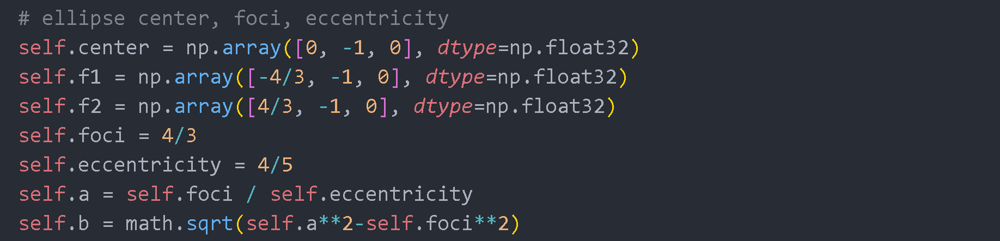 # ellipse center, foci, eccentricity
self.center = np.array([0, -1, 0], dtype=np.float32)
self.f1 = np.array([-4/3, -1, 0], dtype=np.float32)
self.f2 = np.array([4/3, -1, 0], dtype=np.float32)
self.foci = 4/3
self.eccentricity = 4/5
self.a = self.foci / self.eccentricity
self.b = math.sqrt(self.a**2-self.foci**2)